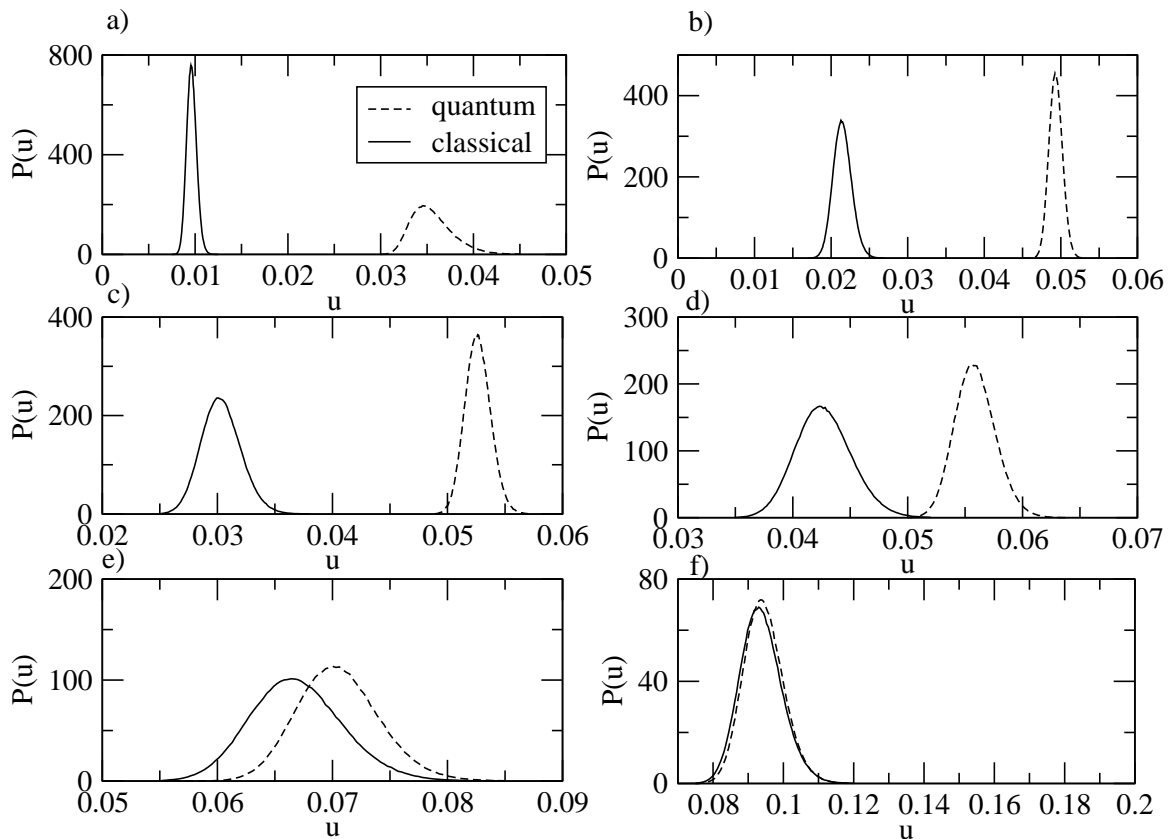 a)
800
400
0
P(u)
0 0.01 0.02 0.03 0.04 0.05
u
quantum
classical
b)
400
200
0
P(u)
0 0.01 0.02 0.03 0.04 0.05 0.06
u
c)
400
200
0
P(u)
0.02 0.03 0.04 0.05 0.06
u
d)
300
200
100
0
P(u)
0.03 0.04 0.05 0.06 0.07
u
e)
200
100
0
P(u)
0.05 0.06 0.07 0.08 0.09
u
f)
80
40
0
P(u)
0.08 0.1 0.12 0.14 0.16 0.18 0.2
u